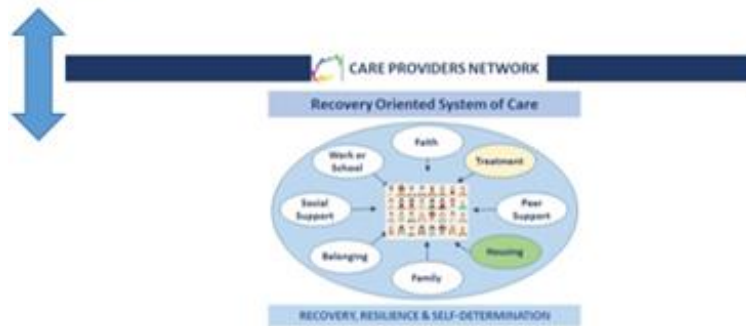 CARE PROVIDERS NETWORK
Recovery Oriented System of Care
Faith
Work or
School
Treatment
Social
Support
Peer
Support
Belonging
Housing
Family
RECOVERY, RESILIENCE & SELF-DETERMINATION